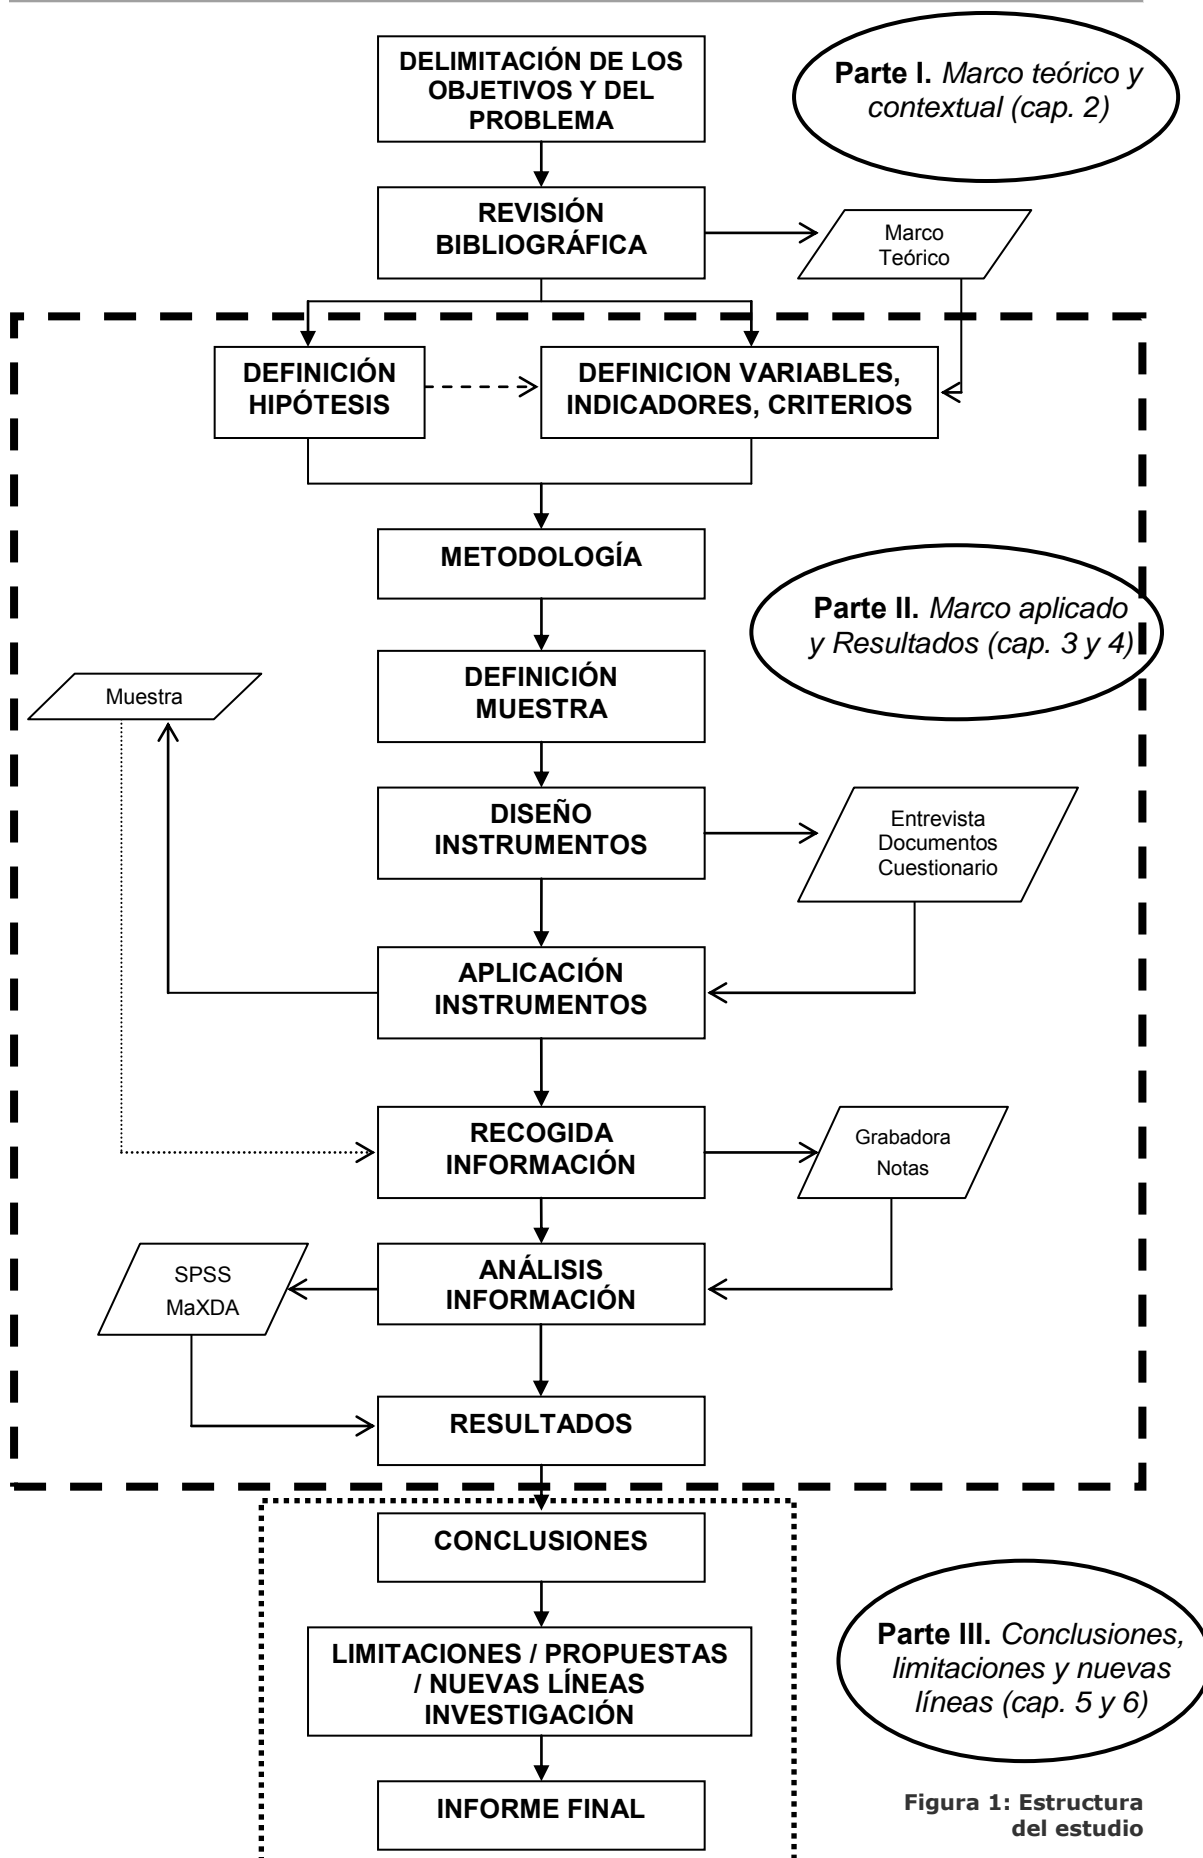 DELIMITACIÓN DE LOS
OBJETIVOS Y DEL
PROBLEMA
Parte I. Marco teórico y
contextual (cap. 2)
REVISIÓN
BIBLIOGRÁFICA
Marco
Teórico
DEFINICIÓN
HIPÓTESIS
DEFINICION VARIABLES,
INDICADORES, CRITERIOS
METODOLOGÍA
Parte II. Marco aplicado
y Resultados (cap. 3 y 4)
DEFINICIÓN
MUESTRA
Muestra
DISEÑO
INSTRUMENTOS
Entrevista
Documentos
Cuestionario
APLICACIÓN
INSTRUMENTOS
RECOGIDA
INFORMACIÓN
Grabadora
Notas
ANÁLISIS
INFORMACIÓN
SPSS
MaXDA
RESULTADOS
CONCLUSIONES
LIMITACIONES / PROPUESTAS
/ NUEVAS LÍNEAS
INVESTIGACIÓN
Parte III. Conclusiones,
limitaciones y nuevas
líneas (cap. 5 y 6)
INFORME FINAL
Figura 1: Estructura
del estudio